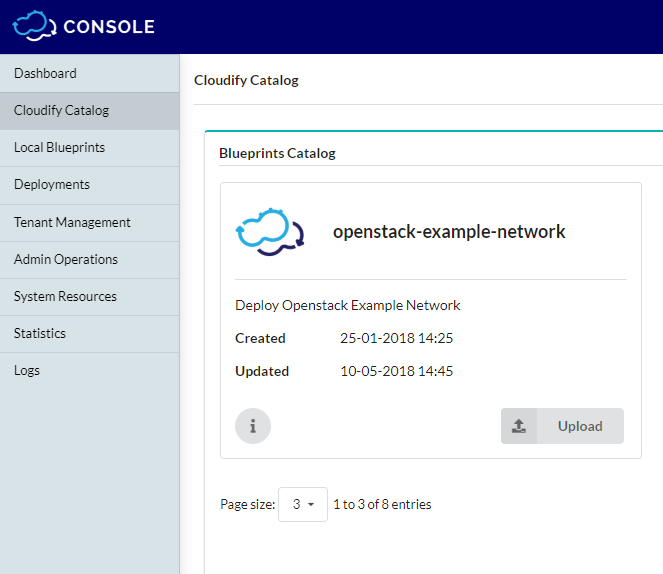 CONSOLE
Dashboard
Cloudify Catalog
Local Blueprints
Deployments
Tenant Management
Admin Operations
System Resources
Statistics
Logs
Cloudify Catalog
Blueprints Catalog
openstack-example-network
Deploy Openstack Example Network
Created 25-01-2018 14:25
Updated 10-05-2018 14:45
i Upload
Page size: 3 1 to 3 of 8 entries